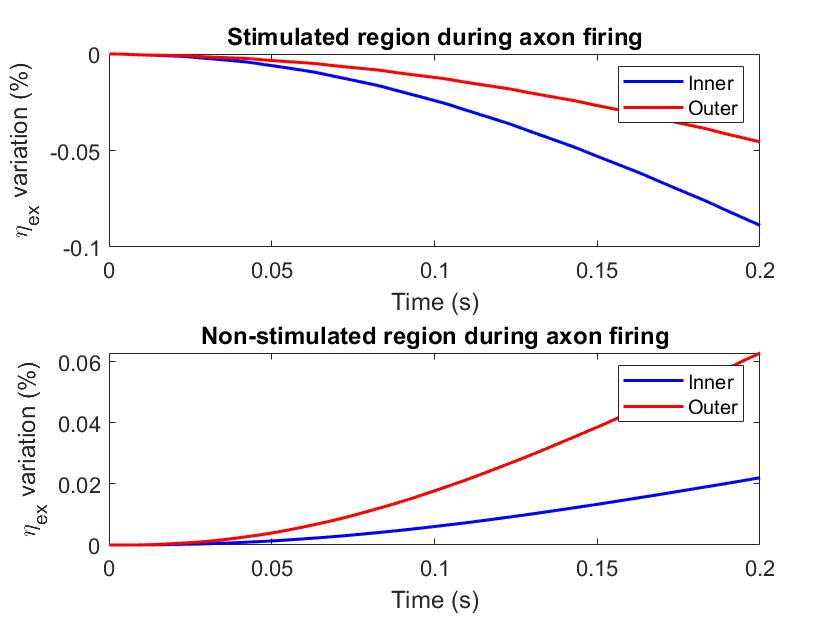 Stimulated region during axon firing
η_ex variation (%)
0
-0.05
-0.1
Inner
Outer
0 0.05 0.1 0.15 0.2
Time (s)
Non-stimulated region during axon firing
η_ex variation (%)
0.06
0.04
0.02
0
Inner
Outer
0 0.05 0.1 0.15 0.2
Time (s)